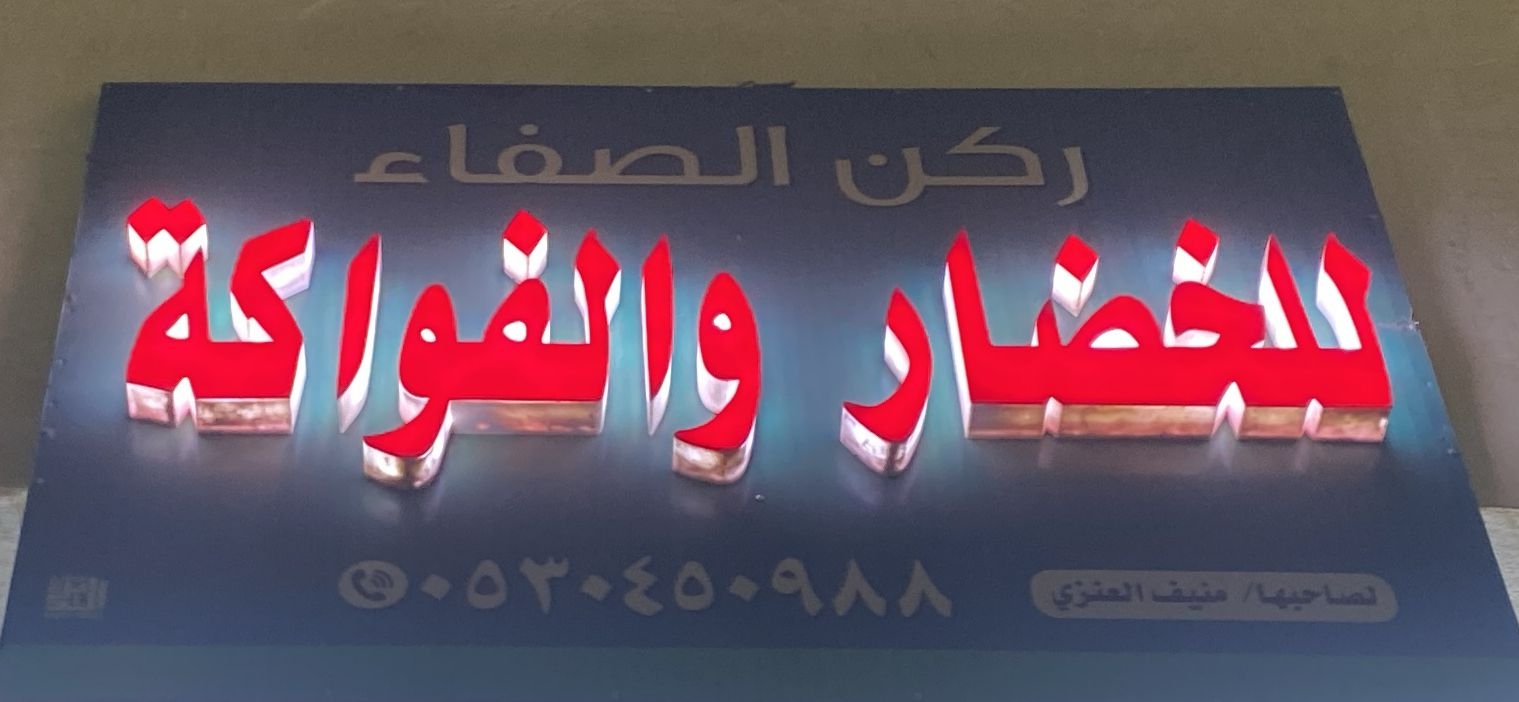 ركن الصفاء
للخضار والفواكة
لصاحبها/ منيف العنزي ٠٥٣٠٤٥٠٩٨٨